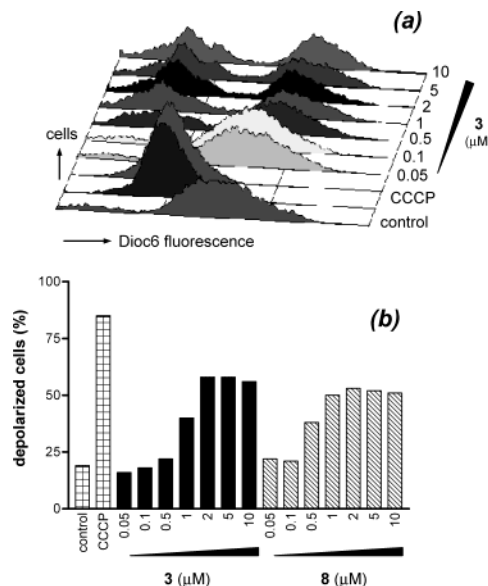 (a)
10
5
2
1
0.5
0.1
0.05
CCCP
control
3
(μM)
cells
Dioc6 fluorescence
(b)
depolarized cells (%)
100
75
50
25
0
control CCCP 0.05 0.1 0.5 1 2 5 10 0.05 0.1 0.5 1 2 5 10
3 (μM) 8 (μM)